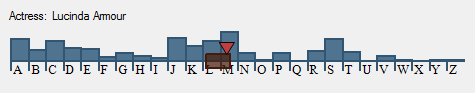 Actress: Lucinda Armour
A B C D E F G H I J K L M N O P Q R S T U V W X Y Z